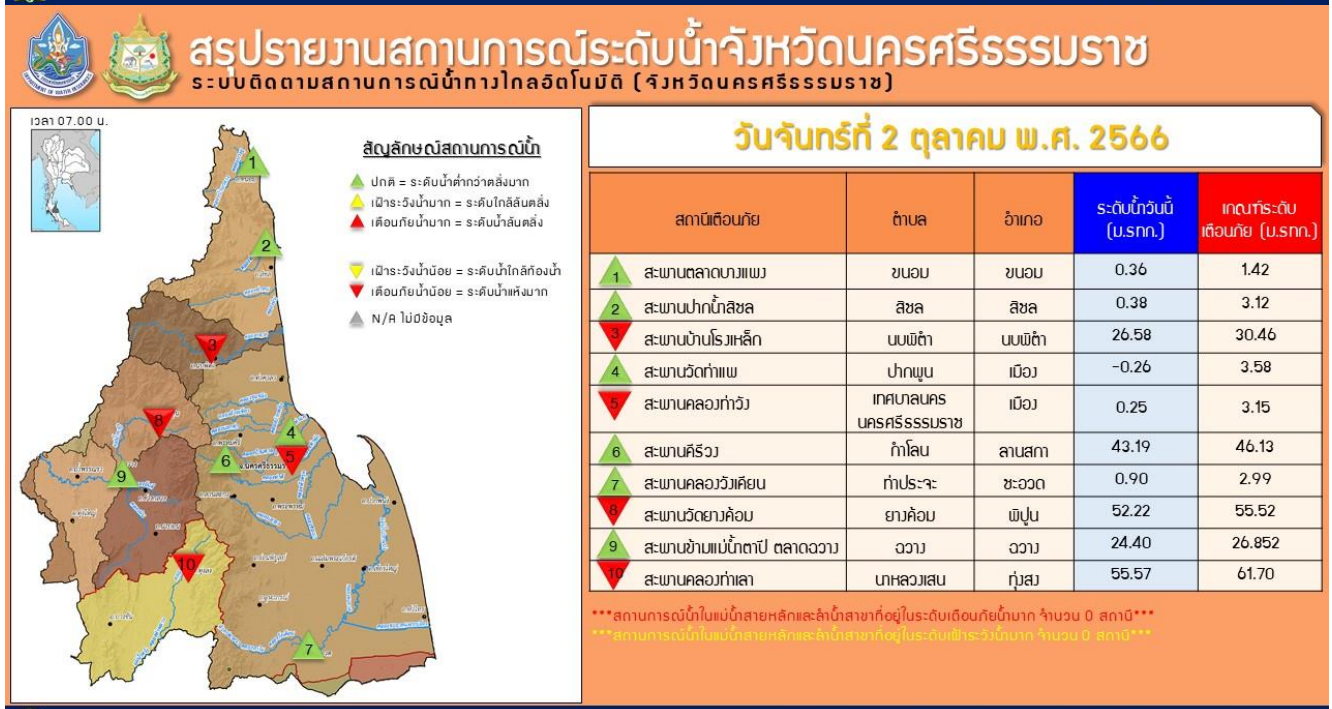 สรุปรายงานสถานการณ์ระดับน้ำจังหวัดนครศรีธรรมราช
ระบบติดตามสถานการณ์น้ำทางไกลอัตโนมัติ (จังหวัดนครศรีธรรมราช)
เวลา 07.00 น.
สัญลักษณ์สถานการณ์น้ำ
ปกติ = ระดับน้ำต่ำกว่าตลิ่งมาก
เฝ้าระวังน้ำมาก = ระดับใกล้ล้นตลิ่ง
เตือนภัยน้ำมาก = ระดับน้ำล้นตลิ่ง
เฝ้าระวังน้ำน้อย = ระดับน้ำใกล้ท้องน้ำ
เตือนภัยน้ำน้อย = ระดับน้ำแห้งมาก
N/A ไม่มีข้อมูล
1
2
3
8
4
5
6
9
10
7
วันจันทร์ที่ 2 ตุลาคม พ.ศ. 2566
สถานีเตือนภัย ตำบล อำเภอ ระดับน้ำวันนี้ (ม.รทก.) เกณฑ์ระดับเตือนภัย (ม.รทก.)
1 สะพานตลาดบางแพง ขนอม ขนอม 0.36 1.42
2 สะพานปากน้ำสิชล สิชล สิชล 0.38 3.12
3 สะพานบ้านโรงเหล็ก นบพิตำ นบพิตำ 26.58 30.46
4 สะพานวัดท่าแพ ปากพูน เมือง -0.26 3.58
5 สะพานคลองท่าวัง เทศบาลนครนครศรีธรรมราช เมือง 0.25 3.15
6 สะพานคีรีวง กำโลน ลานสกา 43.19 46.13
7 สะพานคลองวังเคียน ท่าประจะ ชะอวด 0.90 2.99
8 สะพานวัดยางค้อม ยางค้อม พิปูน 52.22 55.52
9 สะพานข้ามแม่น้ำตาปี ตลาดฉวาง ฉวาง ฉวาง 24.40 26.852
10 สะพานคลองท่าเลา นาหลวงเสน ทุ่งสง 55.57 61.70
***สถานการณ์น้ำในแม่น้ำสายหลักและลำน้ำสาขาที่อยู่ในระดับเตือนภัยน้ำมาก จำนวน 0 สถานี***
***สถานการณ์น้ำในแม่น้ำสายหลักและลำน้ำสาขาที่อยู่ในระดับเฝ้าระวังน้ำมาก จำนวน 0 สถานี***